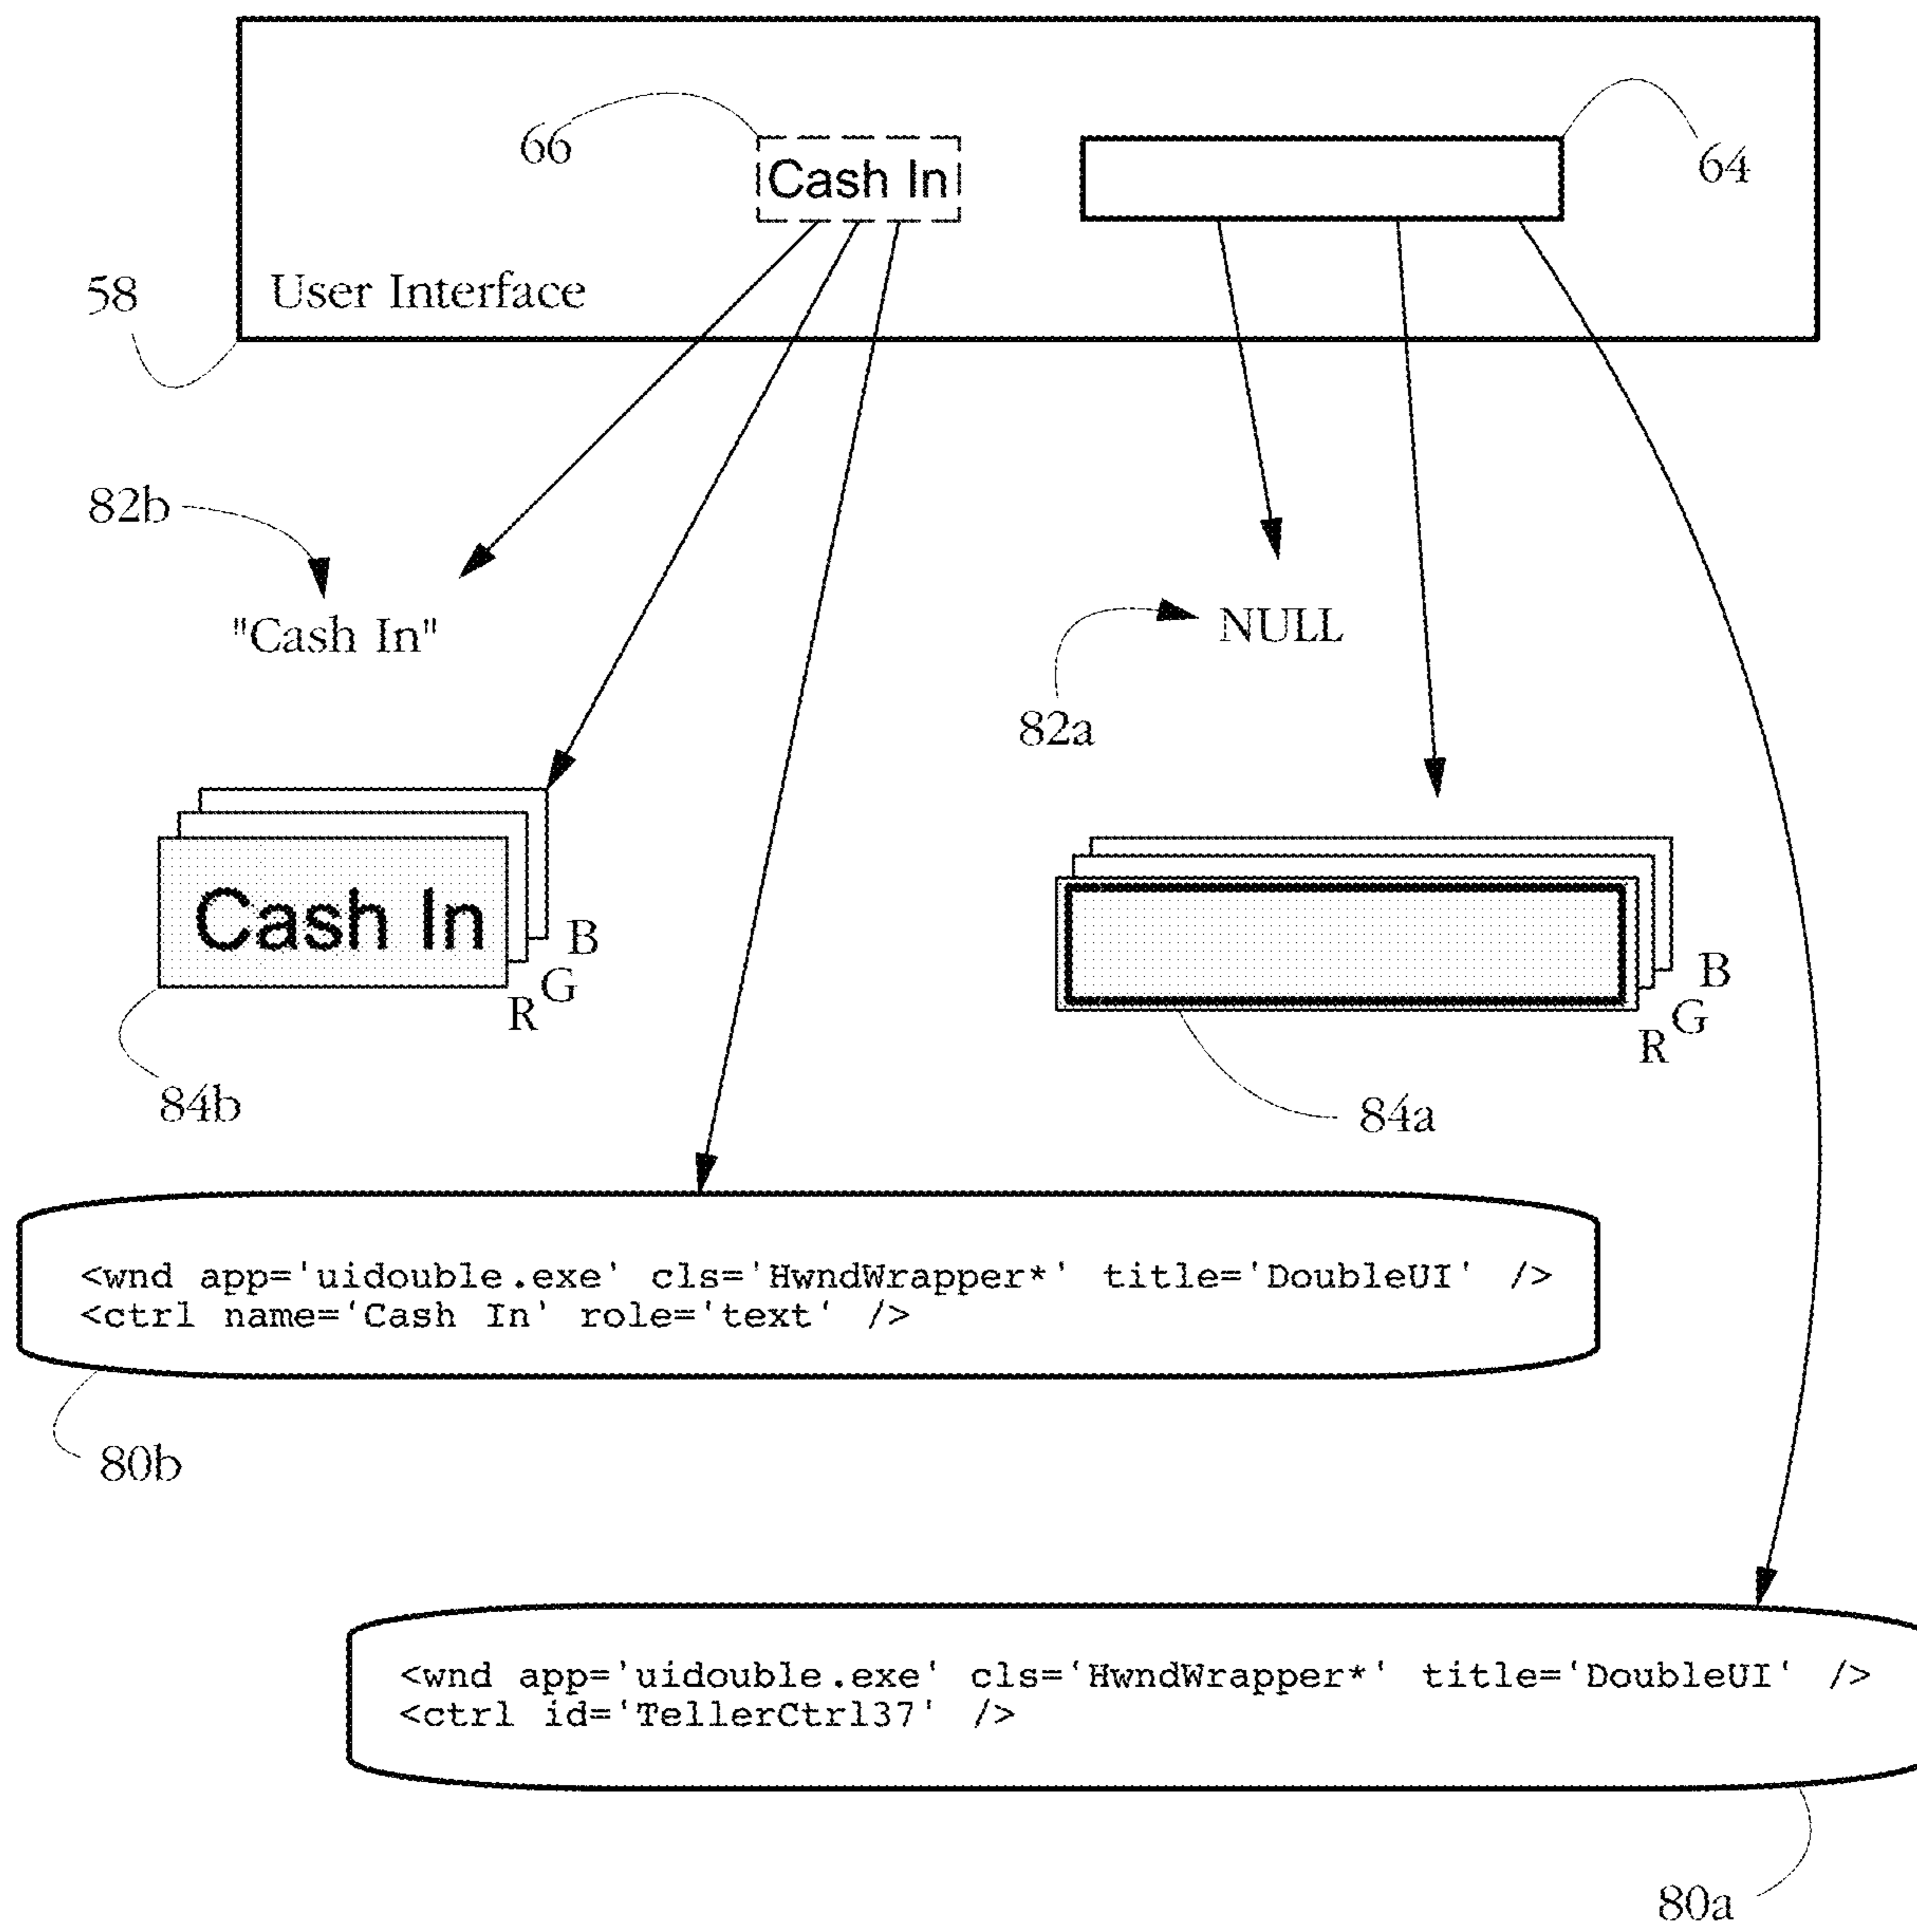 66
Cash In
64
58
User Interface
82b
"Cash In"
NULL
82a
Cash In
B
G
R
84b
B
G
R
84a
<wnd app='uidouble.exe' cls='HwndWrapper*' title='DoubleUI' />
<ctrl name='Cash In' role='text' />
80b
<wnd app='uidouble.exe' cls='HwndWrapper*' title='DoubleUI' />
<ctrl id='TellerCtrl37' />
80a